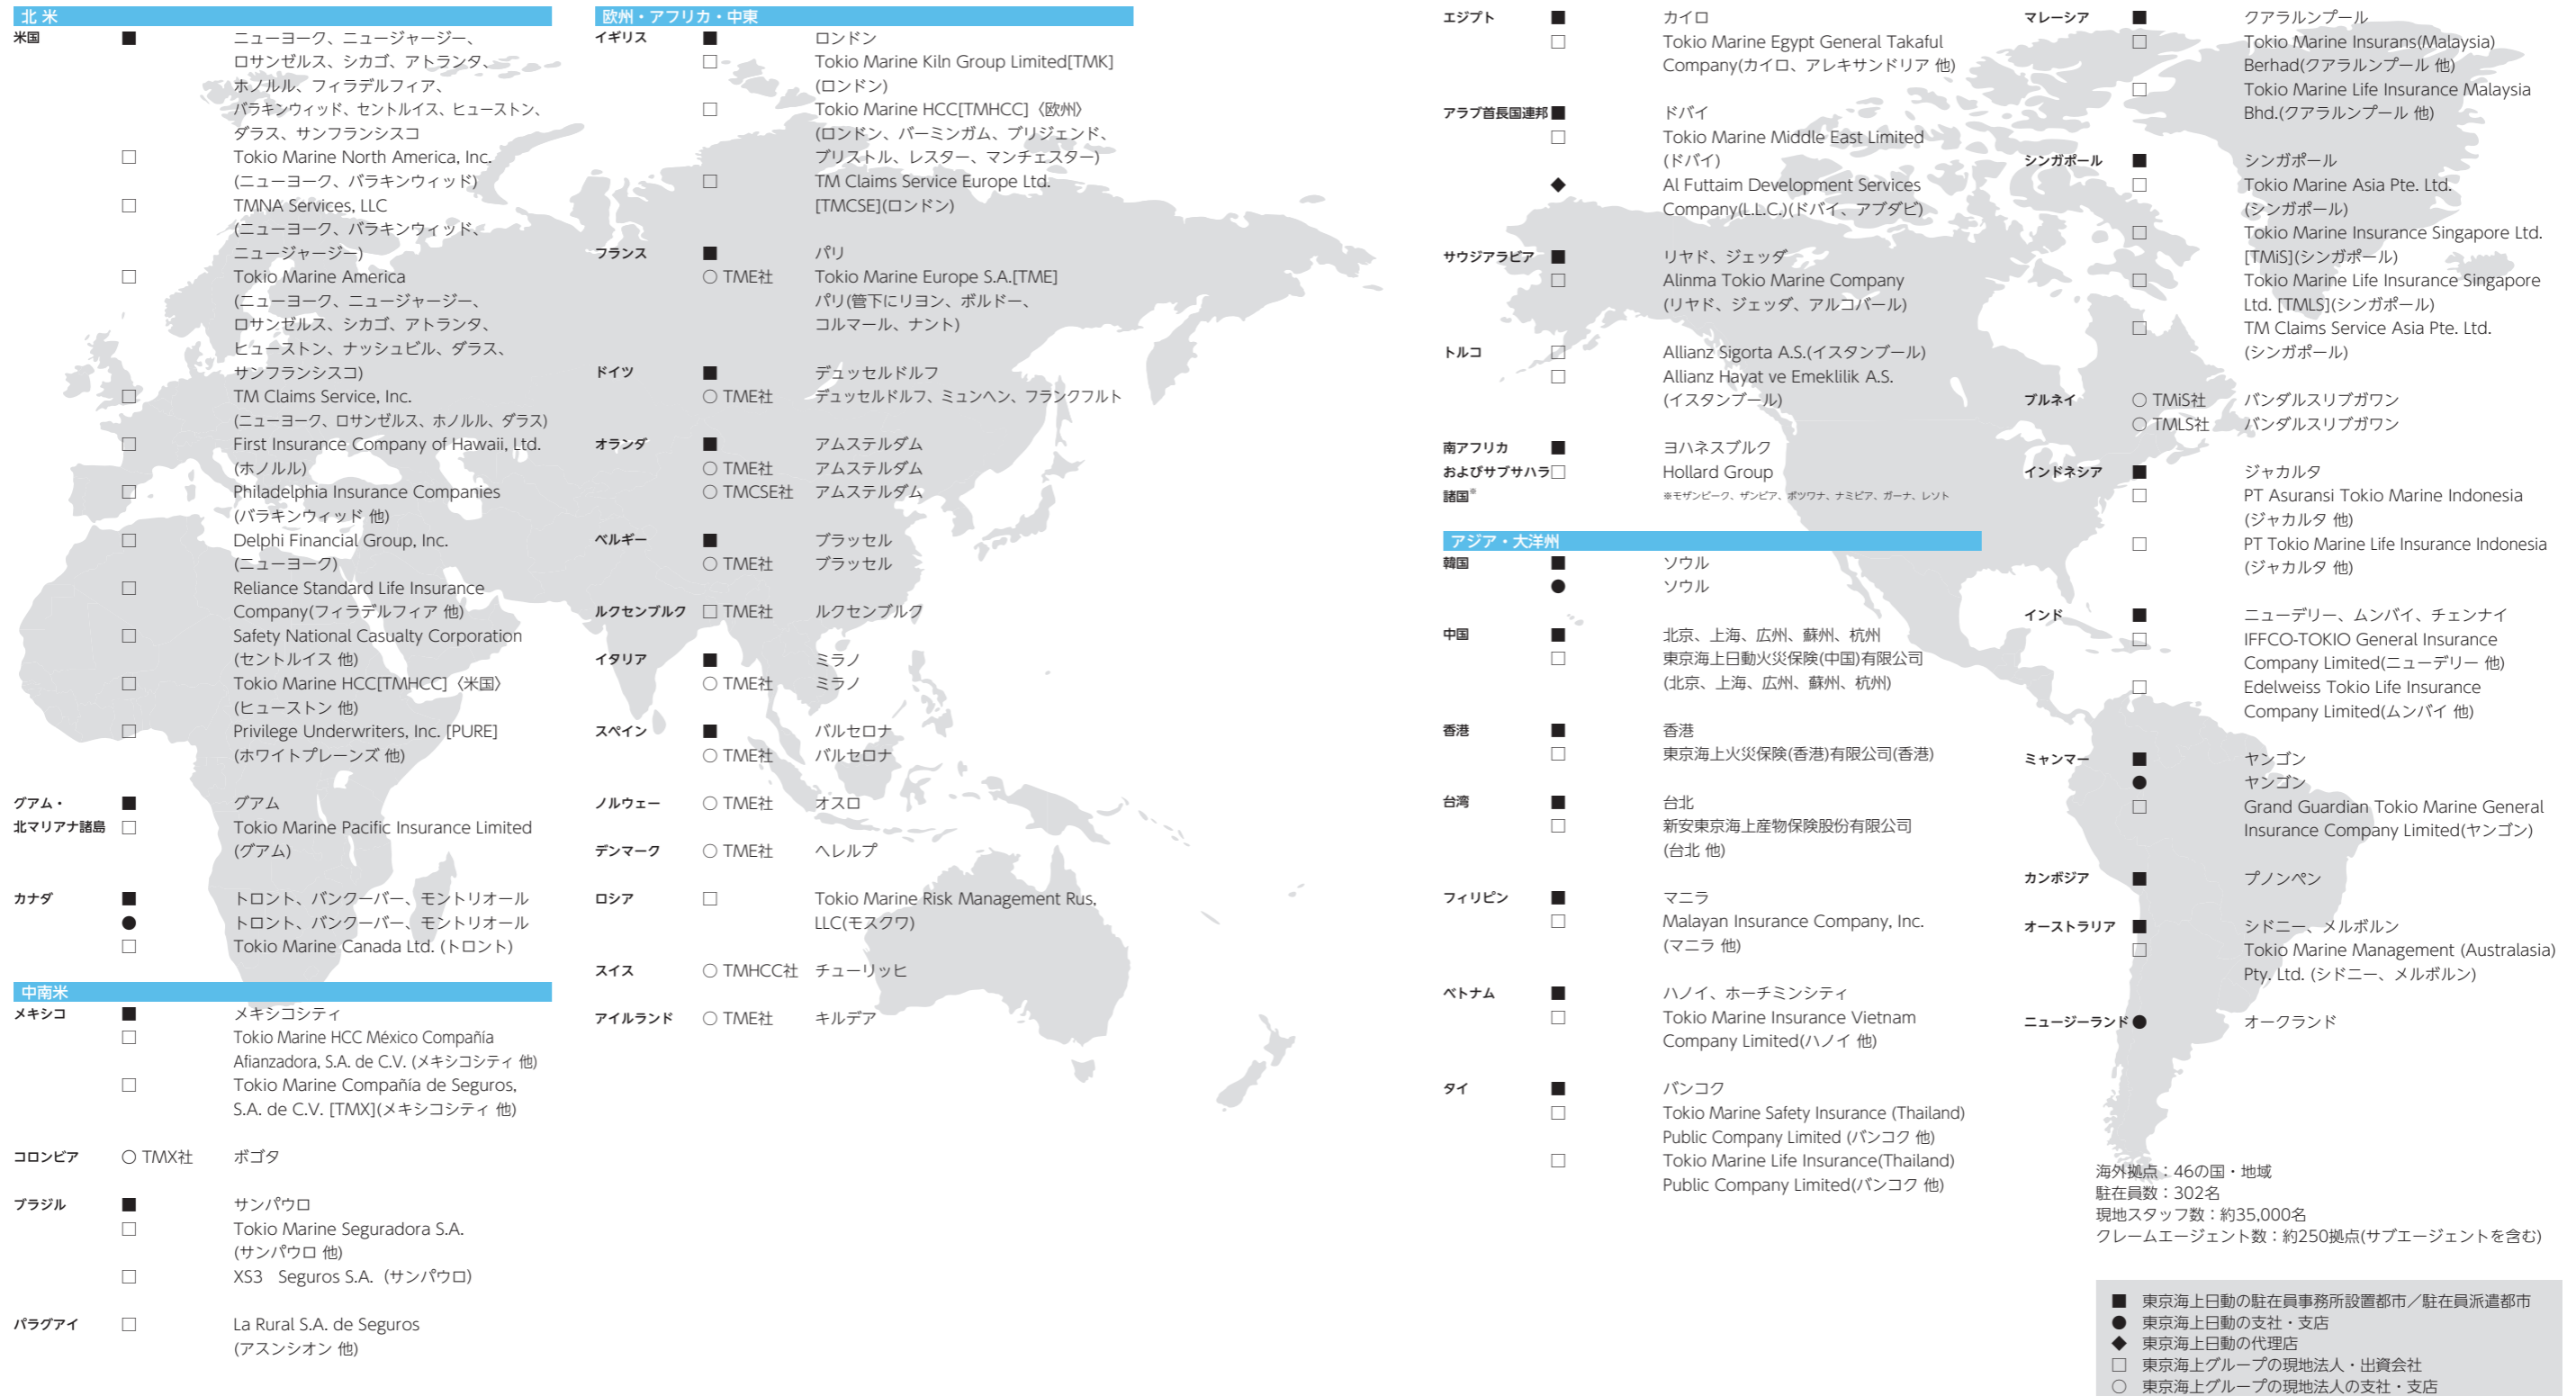 北 米
米国 ■ ニューヨーク、ニュージャージー、
ロサンゼルス、シカゴ、アトランタ、
ホノルル、フィラデルフィア、
バラキンウィッド、セントルイス、ヒューストン、
ダラス、サンフランシスコ
□ Tokio Marine North America, Inc.
(ニューヨーク、バラキンウィッド)
□ TMNA Services, LLC
(ニューヨーク、バラキンウィッド、
ニュージャージー)
□ Tokio Marine America
(ニューヨーク、ニュージャージー、
ロサンゼルス、シカゴ、アトランタ、
ヒューストン、ナッシュビル、ダラス、
サンフランシスコ)
□ TM Claims Service, Inc.
(ニューヨーク、ロサンゼルス、ホノルル、ダラス)
□ First Insurance Company of Hawaii, Ltd.
(ホノルル)
□ Philadelphia Insurance Companies
(バラキンウィッド 他)
□ Delphi Financial Group, Inc.
(ニューヨーク)
□ Reliance Standard Life Insurance
Company(フィラデルフィア 他)
□ Safety National Casualty Corporation
(セントルイス 他)
□ Tokio Marine HCC[TMHCC]〈米国〉
(ヒューストン 他)
□ Privilege Underwriters, Inc. [PURE]
(ホワイトプレーンズ 他)
グアム・ ■ グアム
北マリアナ諸島 □ Tokio Marine Pacific Insurance Limited
(グアム)
カナダ ■ トロント、バンクーバー、モントリオール
● トロント、バンクーバー、モントリオール
□ Tokio Marine Canada Ltd. (トロント)
中南米
メキシコ ■ メキシコシティ
□ Tokio Marine HCC México Compañía
Afianzadora, S.A. de C.V. (メキシコシティ 他)
□ Tokio Marine Compañía de Seguros,
S.A. de C.V. [TMX](メキシコシティ 他)
コロンビア ○ TMX社 ボゴタ
ブラジル ■ サンパウロ
□ Tokio Marine Seguradora S.A.
(サンパウロ 他)
□ XS3 Seguros S.A. (サンパウロ)
パラグアイ □ La Rural S.A. de Seguros
(アスンシオン 他)
欧州・アフリカ・中東
イギリス ■ ロンドン
□ Tokio Marine Kiln Group Limited[TMK]
(ロンドン)
□ Tokio Marine HCC[TMHCC]〈欧州〉
(ロンドン、バーミンガム、ブリジェンド、
ブリストル、レスター、マンチェスター)
□ TM Claims Service Europe Ltd.
[TMCSE](ロンドン)
フランス ■ パリ
○ TME社 Tokio Marine Europe S.A.[TME]
パリ(管下にリヨン、ボルドー、
コルマール、ナント)
ドイツ ■ デュッセルドルフ
○ TME社 デュッセルドルフ、ミュンヘン、フランクフルト
オランダ ■ アムステルダム
○ TME社 アムステルダム
○ TMCSE社 アムステルダム
ベルギー ■ ブラッセル
○ TME社 ブラッセル
ルクセンブルク □ TME社 ルクセンブルク
イタリア ■ ミラノ
○ TME社 ミラノ
スペイン ■ バルセロナ
○ TME社 バルセロナ
ノルウェー ○ TME社 オスロ
デンマーク ○ TME社 ヘレルプ
ロシア □ Tokio Marine Risk Management Rus,
LLC(モスクワ)
スイス ○ TMHCC社 チューリッヒ
アイルランド ○ TME社 キルデア
エジプト ■ カイロ
□ Tokio Marine Egypt General Takaful
Company(カイロ、アレキサンドリア 他)
アラブ首長国連邦 ■ ドバイ
□ Tokio Marine Middle East Limited
(ドバイ)
◆ Al Futtaim Development Services
Company(L.L.C.)(ドバイ、アブダビ)
サウジアラビア ■ リヤド、ジェッダ
□ Alinma Tokio Marine Company
(リヤド、ジェッダ、アルコバール)
トルコ □ Allianz Sigorta A.S.(イスタンブール)
□ Allianz Hayat ve Emeklilik A.S.
(イスタンブール)
南アフリカ ■ ヨハネスブルク
およびサブサハラ □ Hollard Group
諸国※ ※モザンビーク、ザンビア、ボツワナ、ナミビア、ガーナ、レソト
アジア・大洋州
韓国 ■ ソウル
● ソウル
中国 ■ 北京、上海、広州、蘇州、杭州
□ 東京海上日動火災保険(中国)有限公司
(北京、上海、広州、蘇州、杭州)
香港 ■ 香港
□ 東京海上火災保険(香港)有限公司(香港)
台湾 ■ 台北
□ 新安東京海上産物保険股份有限公司
(台北 他)
フィリピン ■ マニラ
□ Malayan Insurance Company, Inc.
(マニラ 他)
ベトナム ■ ハノイ、ホーチミンシティ
□ Tokio Marine Insurance Vietnam
Company Limited(ハノイ 他)
タイ ■ バンコク
□ Tokio Marine Safety Insurance (Thailand)
Public Company Limited (バンコク 他)
□ Tokio Marine Life Insurance(Thailand)
Public Company Limited(バンコク 他)
マレーシア ■ クアラルンプール
□ Tokio Marine Insurans(Malaysia)
Berhad(クアラルンプール 他)
□ Tokio Marine Life Insurance Malaysia
Bhd.(クアラルンプール 他)
シンガポール ■ シンガポール
□ Tokio Marine Asia Pte. Ltd.
(シンガポール)
□ Tokio Marine Insurance Singapore Ltd.
[TMiS](シンガポール)
□ Tokio Marine Life Insurance Singapore
Ltd. [TMLS](シンガポール)
□ TM Claims Service Asia Pte. Ltd.
(シンガポール)
ブルネイ ○ TMiS社 バンダルスリブガワン
○ TMLS社 バンダルスリブガワン
インドネシア ■ ジャカルタ
□ PT Asuransi Tokio Marine Indonesia
(ジャカルタ 他)
□ PT Tokio Marine Life Insurance Indonesia
(ジャカルタ 他)
インド ■ ニューデリー、ムンバイ、チェンナイ
□ IFFCO-TOKIO General Insurance
Company Limited(ニューデリー 他)
□ Edelweiss Tokio Life Insurance
Company Limited(ムンバイ 他)
ミャンマー ■ ヤンゴン
● ヤンゴン
□ Grand Guardian Tokio Marine General
Insurance Company Limited(ヤンゴン)
カンボジア ■ プノンペン
オーストラリア ■ シドニー、メルボルン
□ Tokio Marine Management (Australasia)
Pty. Ltd. (シドニー、メルボルン)
ニュージーランド ● オークランド
海外拠点：46の国・地域
駐在員数：302名
現地スタッフ数：約35,000名
クレームエージェント数：約250拠点(サブエージェントを含む)
■ 東京海上日動の駐在員事務所設置都市／駐在員派遣都市
● 東京海上日動の支社・支店
◆ 東京海上日動の代理店
□ 東京海上グループの現地法人・出資会社
○ 東京海上グループの現地法人の支社・支店